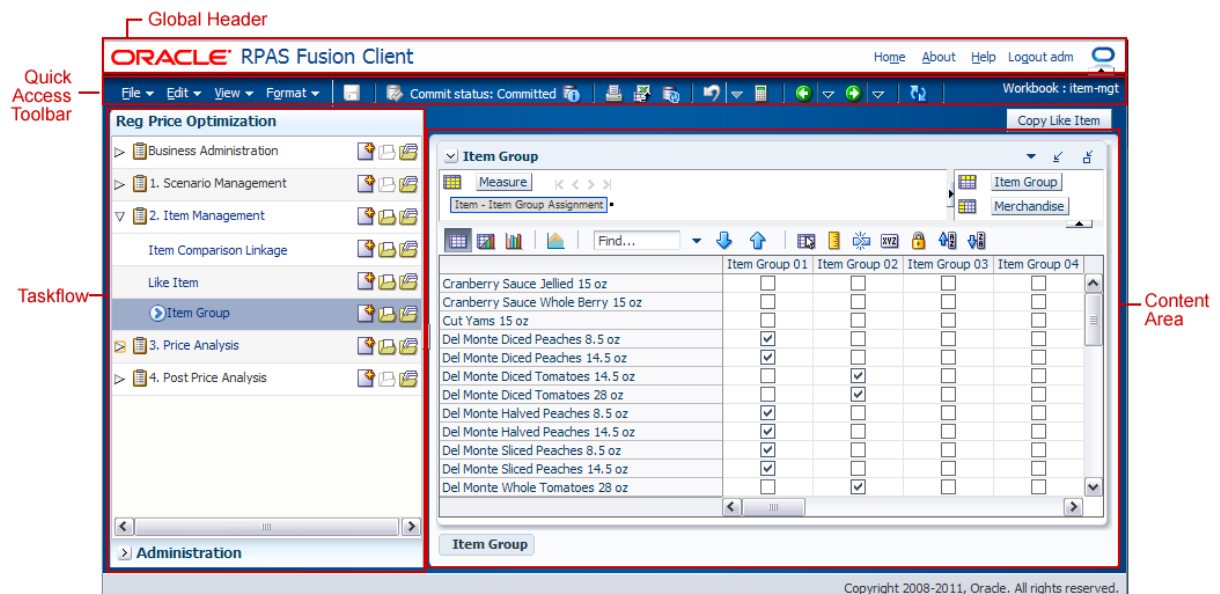 Global Header
ORACLE® RPAS Fusion Client
Home About Help Logout adm
Quick
Access
Toolbar
File Edit View Format Commit status: Committed Workbook : item-mgt
Reg Price Optimization
Copy Like Item
Business Administration
1. Scenario Management
2. Item Management
Item Comparison Linkage
Like Item
Taskflow
Item Group
3. Price Analysis
4. Post Price Analysis
Administration
Item Group
Measure
Item - Item Group Assignment
Item Group
Merchandise
Find...
XYZ
Item Group 01 Item Group 02 Item Group 03 Item Group 04
Cranberry Sauce Jellied 15 oz
Cranberry Sauce Whole Berry 15 oz
Cut Yams 15 oz
Del Monte Diced Peaches 8.5 oz
Del Monte Diced Peaches 14.5 oz
Del Monte Diced Tomatoes 14.5 oz
Del Monte Diced Tomatoes 28 oz
Del Monte Halved Peaches 8.5 oz
Del Monte Halved Peaches 14.5 oz
Del Monte Sliced Peaches 8.5 oz
Del Monte Sliced Peaches 14.5 oz
Del Monte Whole Tomatoes 28 oz
Content
Area
Item Group
Copyright 2008-2011, Oracle. All rights reserved.